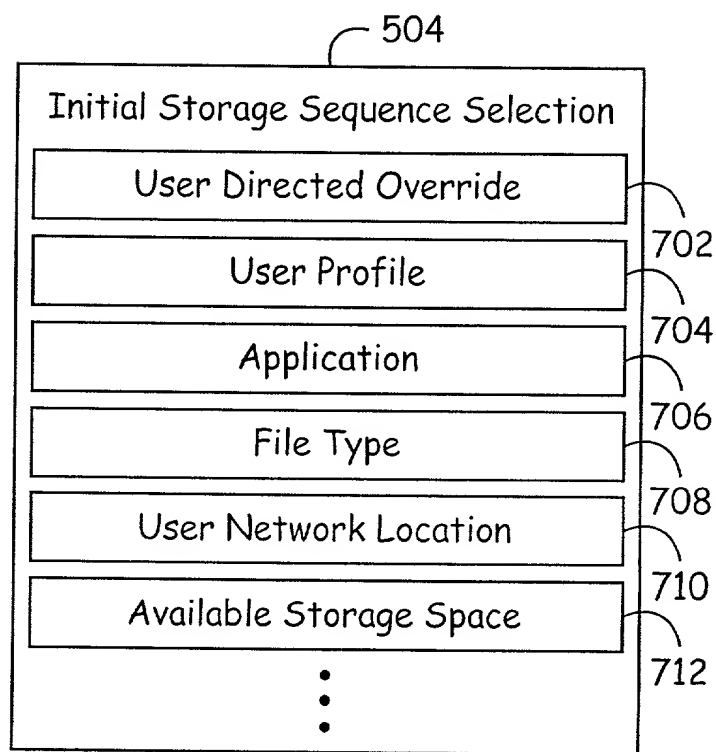 504
Initial Storage Sequence Selection
User Directed Override
702
User Profile
704
Application
706
File Type
708
User Network Location
710
Available Storage Space
712